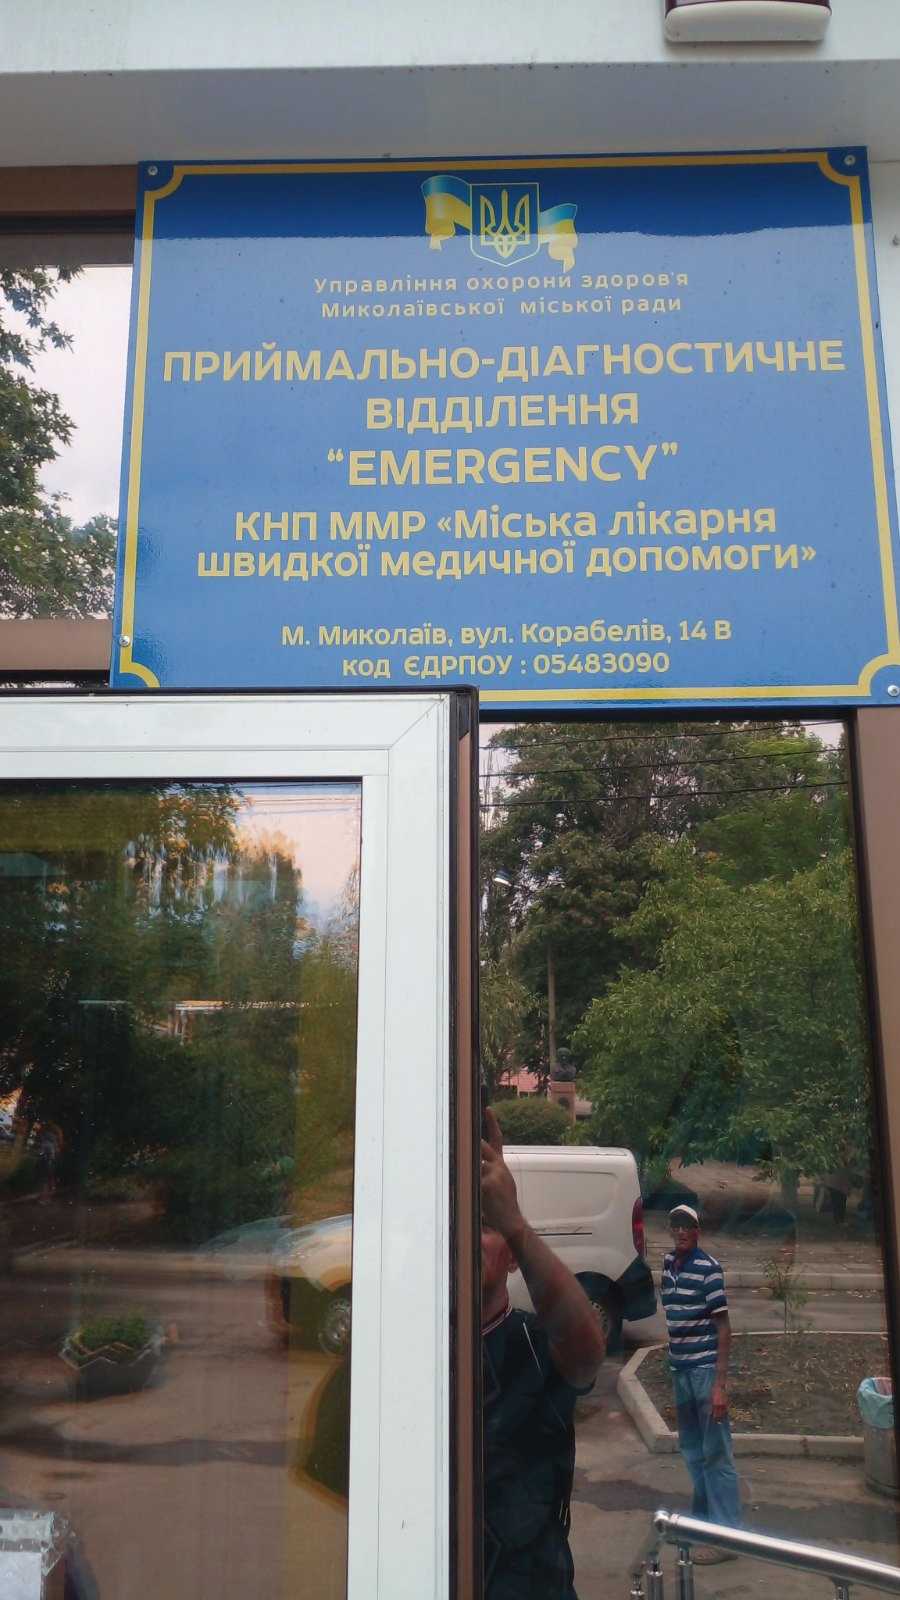 Управління охорони здоров'я
Миколаївської міської ради
ПРИЙМАЛЬНО-ДІАГНОСТИЧНЕ
ВІДДІЛЕННЯ
“EMERGENCY”
КНП ММР «Міська лікарня
швидкої медичної допомоги»
М. Миколаїв, вул. Корабелів, 14 В
код ЄДРПОУ : 05483090